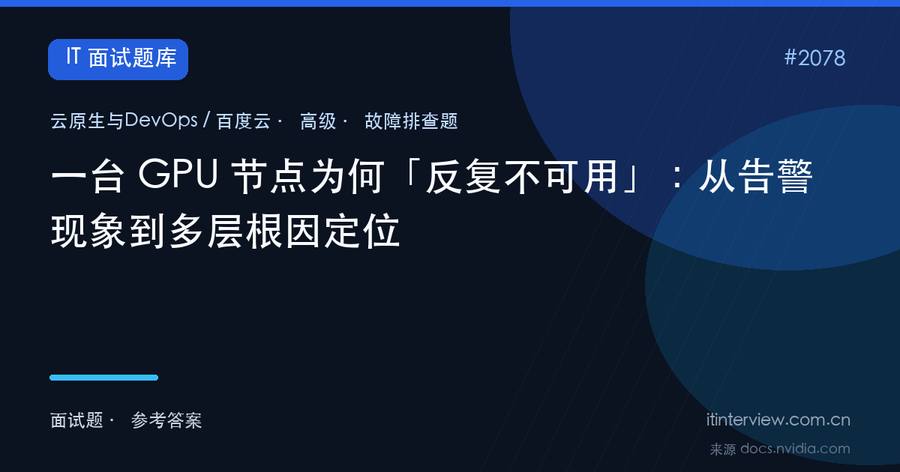 IT 面试题库
#2078
云原生与DevOps / 百度云 · 高级 · 故障排查题
一台 GPU 节点为何「反复不可用」：从告警
现象到多层根因定位
面试题 · 参考答案
itinterview.com.cn
来源 docs.nvidia.com